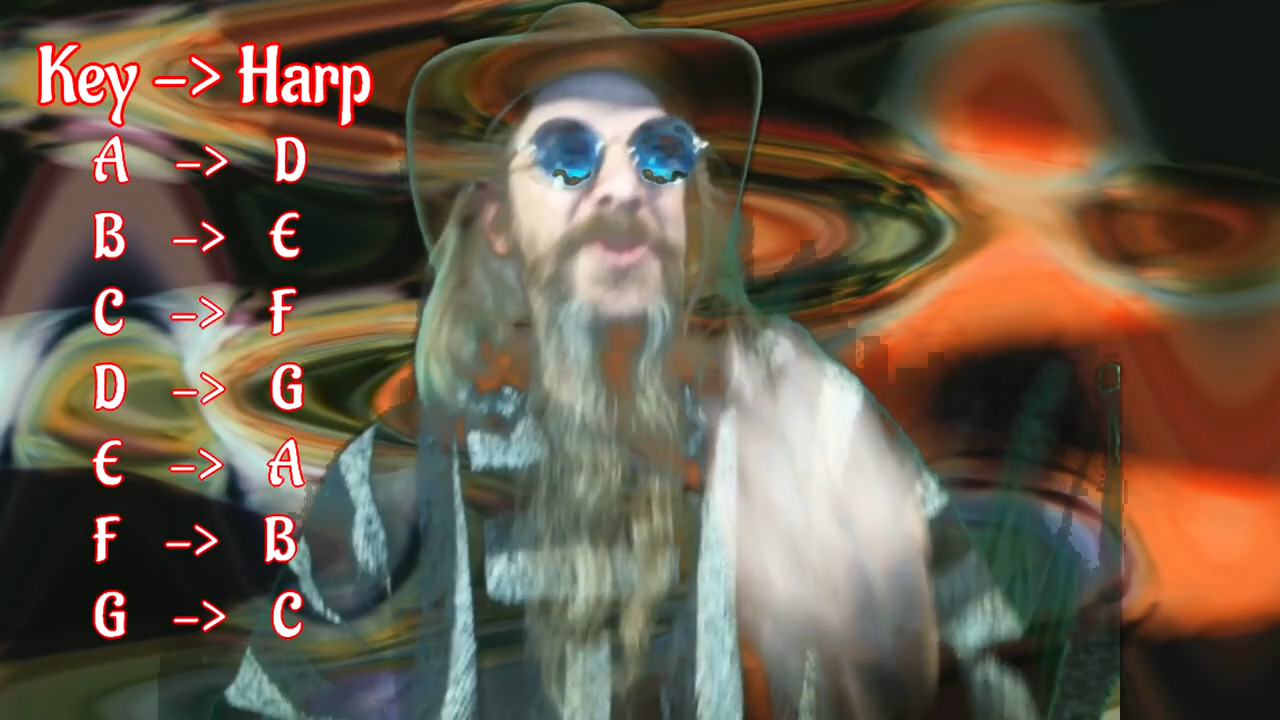 Key -> Harp
A -> D
B -> E
C -> F
D -> G
E -> A
F -> B
G -> C